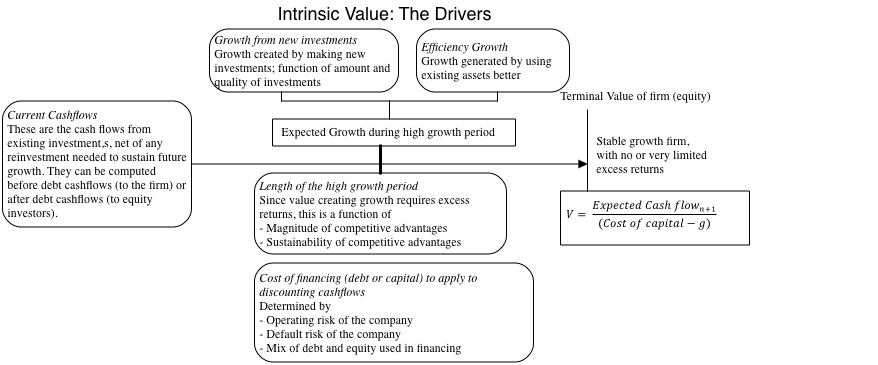 Intrinsic Value: The Drivers
Growth from new investments
Growth created by making new
investments; function of amount and
quality of investments
Efficiency Growth
Growth generated by using
existing assets better
Terminal Value of firm (equity)
Current Cashflows
These are the cash flows from
existing investment,s, net of any
reinvestment needed to sustain future
growth. They can be computed
before debt cashflows (to the firm) or
after debt cashflows (to equity
investors).
Expected Growth during high growth period
Stable growth firm,
with no or very limited
excess returns
Length of the high growth period
Since value creating growth requires excess
returns, this is a function of
- Magnitude of competitive advantages
- Sustainability of competitive advantages
V = Expected Cash flow_{n+1} / (Cost of capital − g)
Cost of financing (debt or capital) to apply to
discounting cashflows
Determined by
- Operating risk of the company
- Default risk of the company
- Mix of debt and equity used in financing